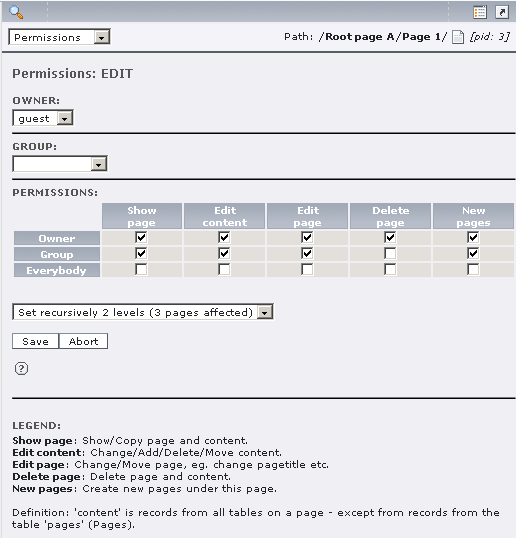 Permissions Path: /Root page A/Page 1/ [pid: 3]
Permissions: EDIT
OWNER:
guest
GROUP:
PERMISSIONS:
Show page Edit content Edit page Delete page New pages
Owner
Group
Everybody
Set recursively 2 levels (3 pages affected)
Save Abort
?
LEGEND:
Show page: Show/Copy page and content.
Edit content: Change/Add/Delete/Move content.
Edit page: Change/Move page, eg. change pagetitle etc.
Delete page: Delete page and content.
New pages: Create new pages under this page.
Definition: 'content' is records from all tables on a page - except from records from the
table 'pages' (Pages).